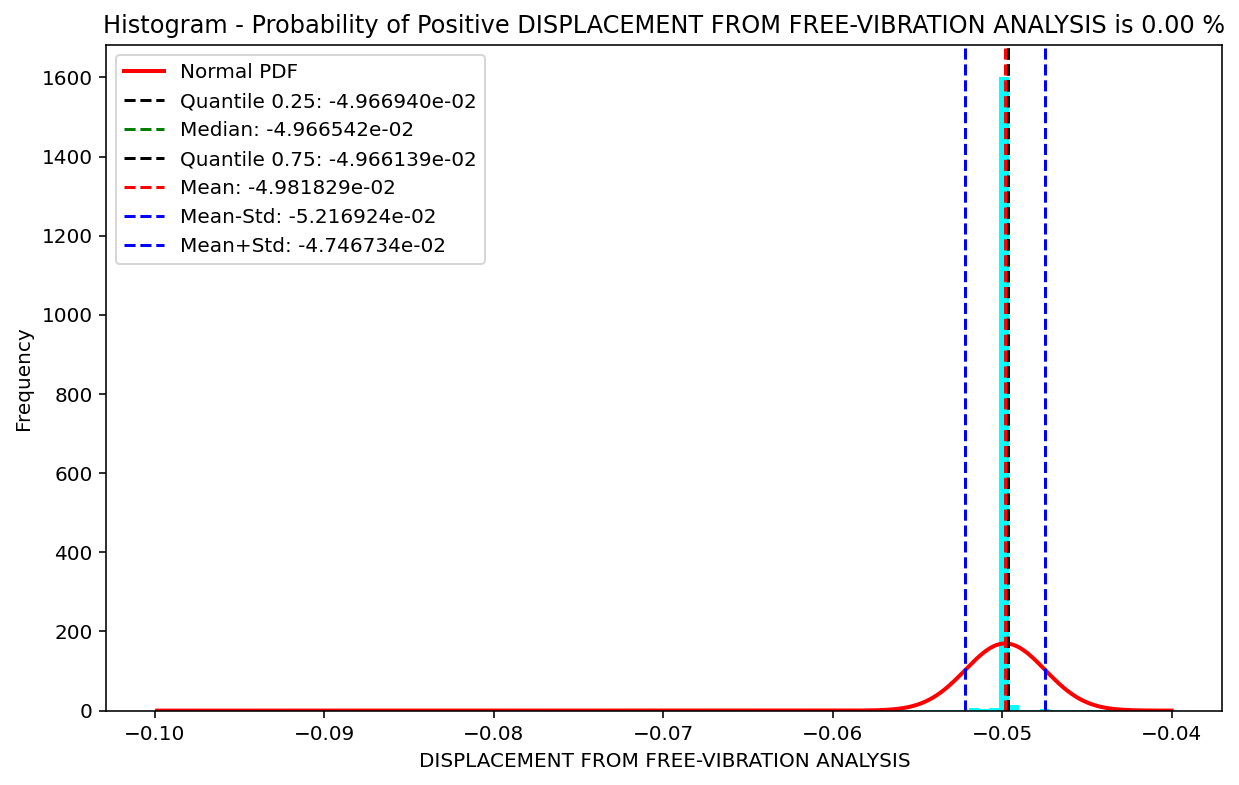 Histogram - Probability of Positive DISPLACEMENT FROM FREE-VIBRATION ANALYSIS is 0.00 %
Normal PDF
Quantile 0.25: -4.966940e-02
Median: -4.966542e-02
Quantile 0.75: -4.966139e-02
Mean: -4.981829e-02
Mean-Std: -5.216924e-02
Mean+Std: -4.746734e-02
1600
1400
1200
1000
800
600
400
200
0
Frequency
−0.10 −0.09 −0.08 −0.07 −0.06 −0.05 −0.04
DISPLACEMENT FROM FREE-VIBRATION ANALYSIS